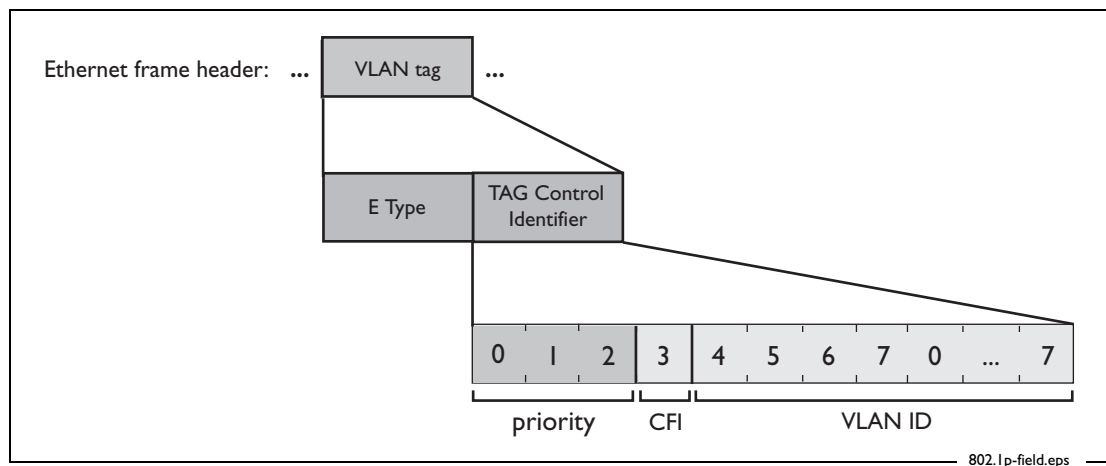 Ethernet frame header: ... VLAN tag ...
E Type TAG Control
Identifier
0 1 2 3 4 5 6 7 0 ... 7
priority CFI VLAN ID
802.1p-field.eps